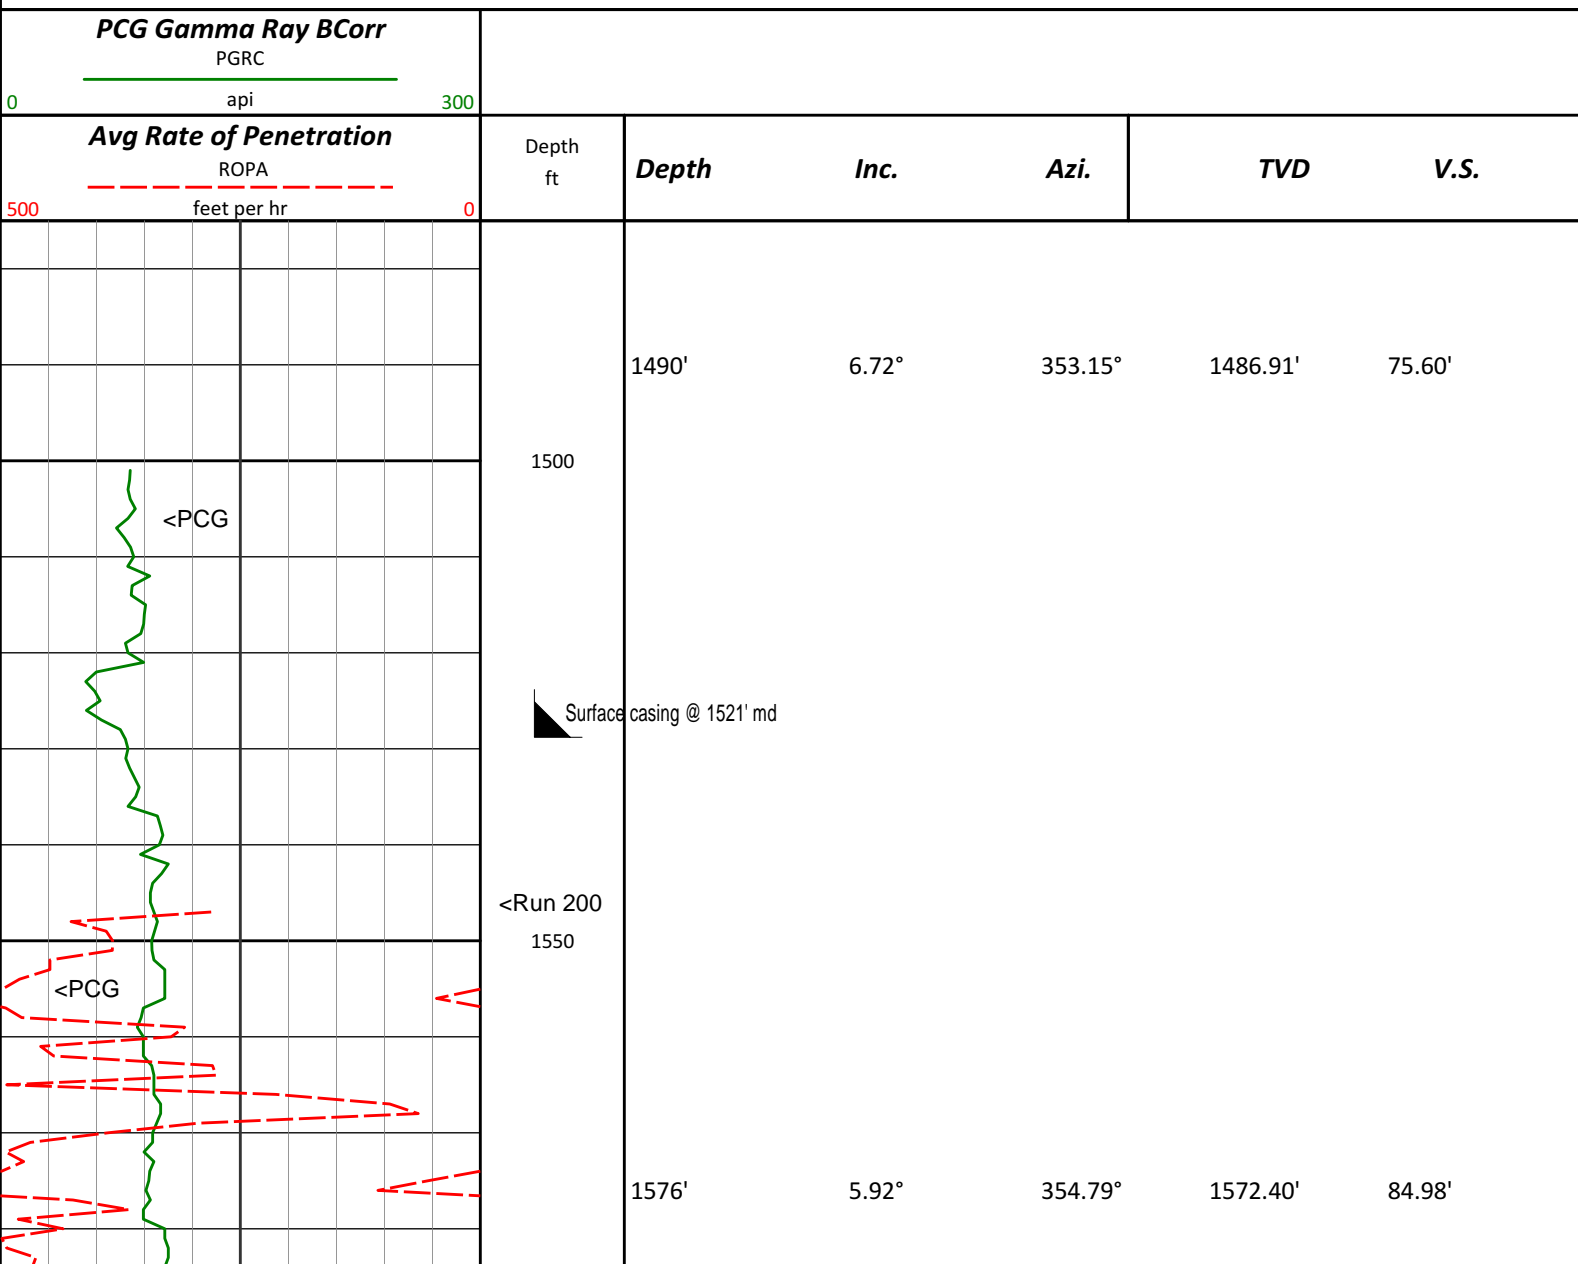 PCG Gamma Ray BCorr
PGRC
0 api 300
Avg Rate of Penetration
ROPA
500 feet per hr 0
Depth
ft
Depth Inc. Azi. TVD V.S.
1490' 6.72° 353.15° 1486.91' 75.60'
1500
<PCG
Surface casing @ 1521' md
<Run 200
1550
<PCG
1576' 5.92° 354.79° 1572.40' 84.98'